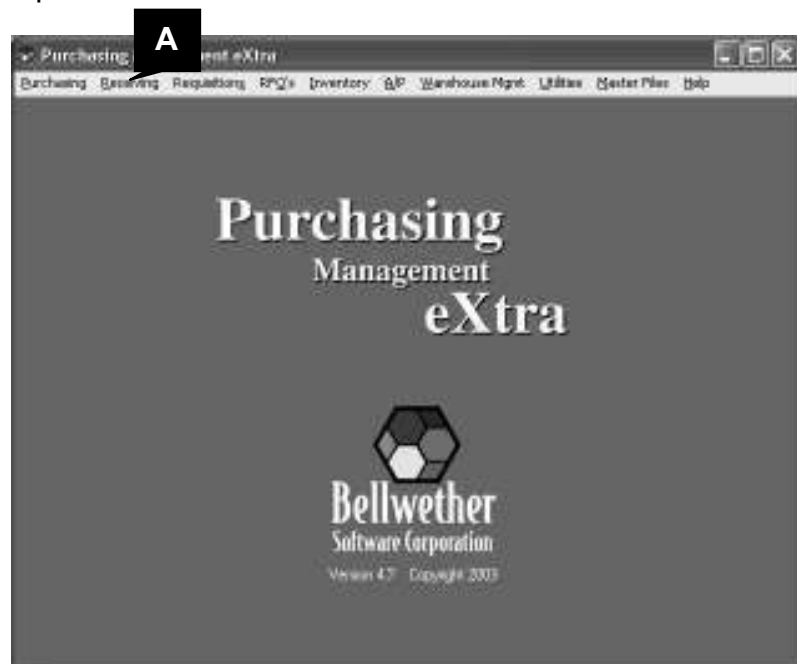 A
Purchasing ent eXtra
Purchasing Receiving Requisitions RFQ's Inventory A/P Warehouse Mgmt Utilities Master Files Help
Purchasing
Management
eXtra
Bellwether
Software Corporation
Version 4.7 Copyright 2003